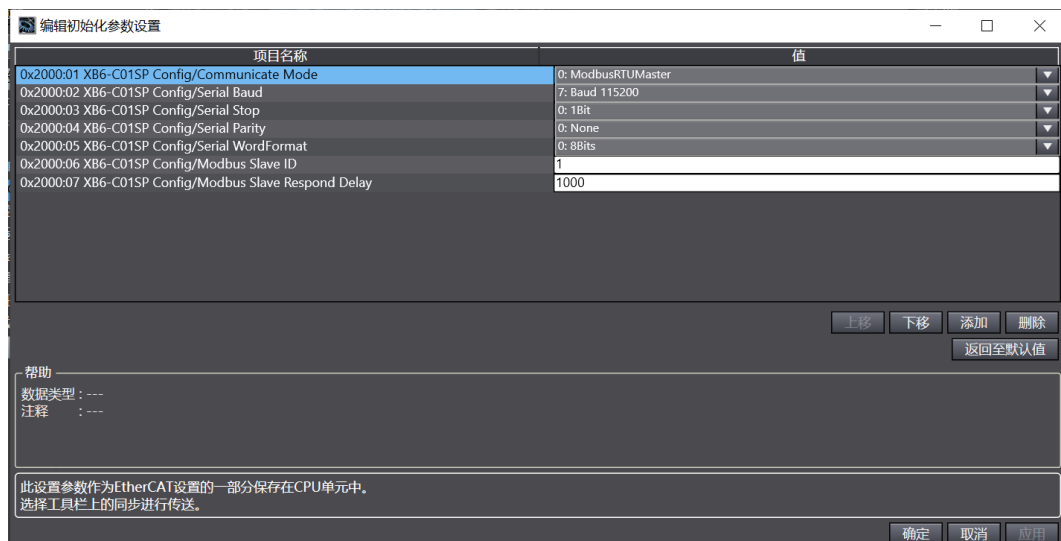 编辑初始化参数设置
项目名称 值
0x2000:01 XB6-C01SP Config/Communicate Mode 0: ModbusRTUMaster
0x2000:02 XB6-C01SP Config/Serial Baud 7: Baud 115200
0x2000:03 XB6-C01SP Config/Serial Stop 0: 1Bit
0x2000:04 XB6-C01SP Config/Serial Parity 0: None
0x2000:05 XB6-C01SP Config/Serial WordFormat 0: 8Bits
0x2000:06 XB6-C01SP Config/Modbus Slave ID 1
0x2000:07 XB6-C01SP Config/Modbus Slave Respond Delay 1000
上移 下移 添加 删除
返回至默认值
帮助
数据类型 : ---
注释 : ---
此设置参数作为EtherCAT设置的一部分保存在CPU单元中。
选择工具栏上的同步进行传送。
确定 取消 应用